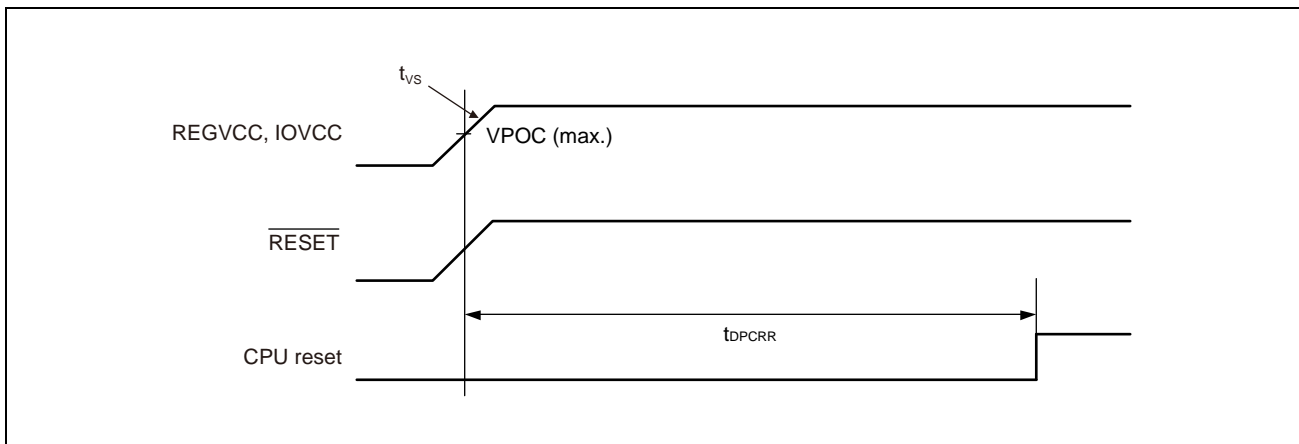 tVS
REGVCC, IOVCC
VPOC (max.)
RESET
tDPCRR
CPU reset